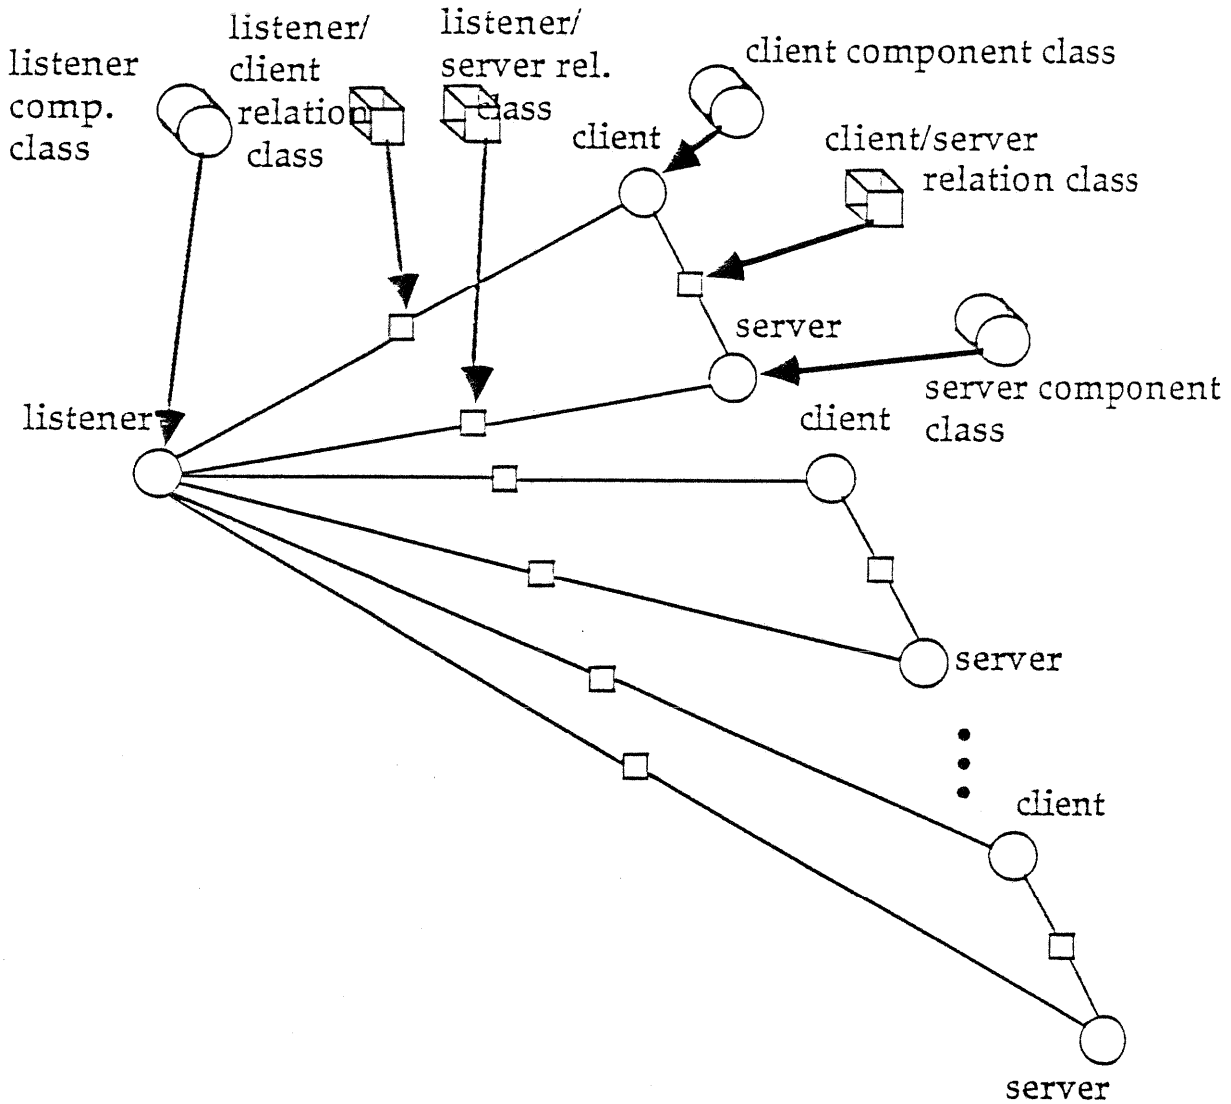 listener
comp.
class
listener/
client
relation
class
listener/
server rel.
class
client component class
client
client/server
relation class
server
server component
class
listener
client
server
client
server